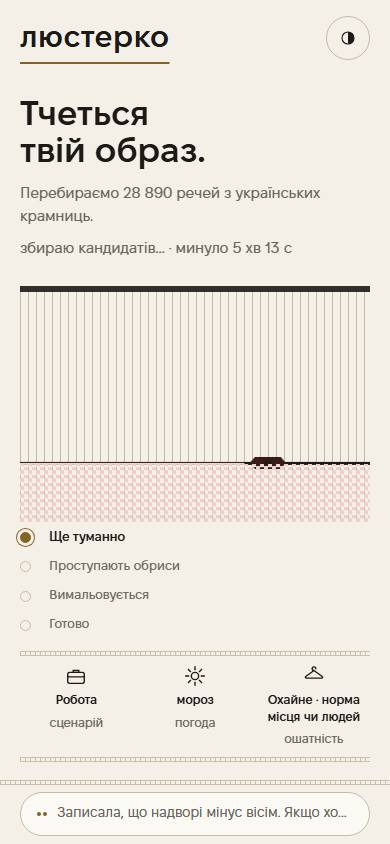 люстерко
Тчеться
твій образ.
Перебираємо 28 890 речей з українських
крамниць.
збираю кандидатів... · минуло 5 хв 13 с
Ще туманно
Проступають обриси
Вимальовується
Готово
Робота
сценарій
мороз
погода
Охайне · норма
місця чи людей
ошатність
Записала, що надворі мінус вісім. Якщо хо...